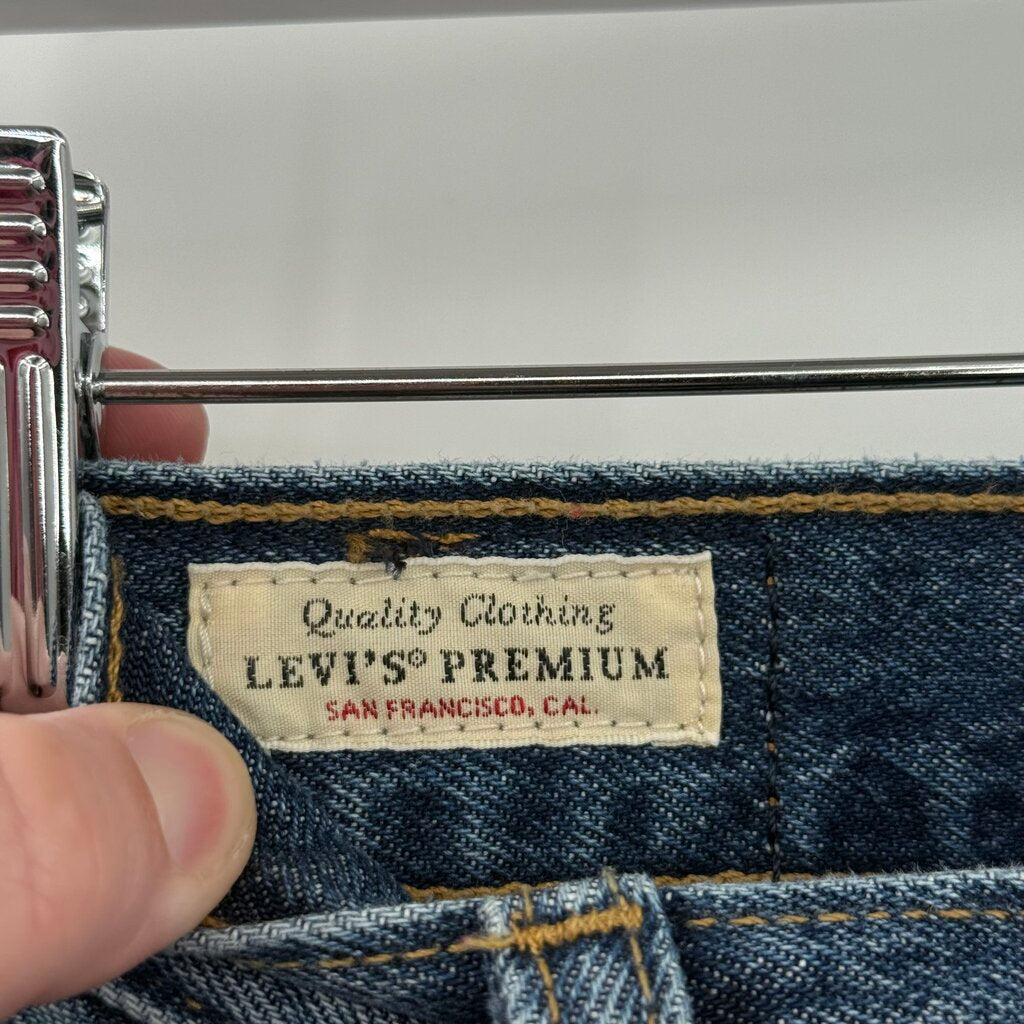 Quality Clothing
LEVI'S® PREMIUM
SAN FRANCISCO, CAL.